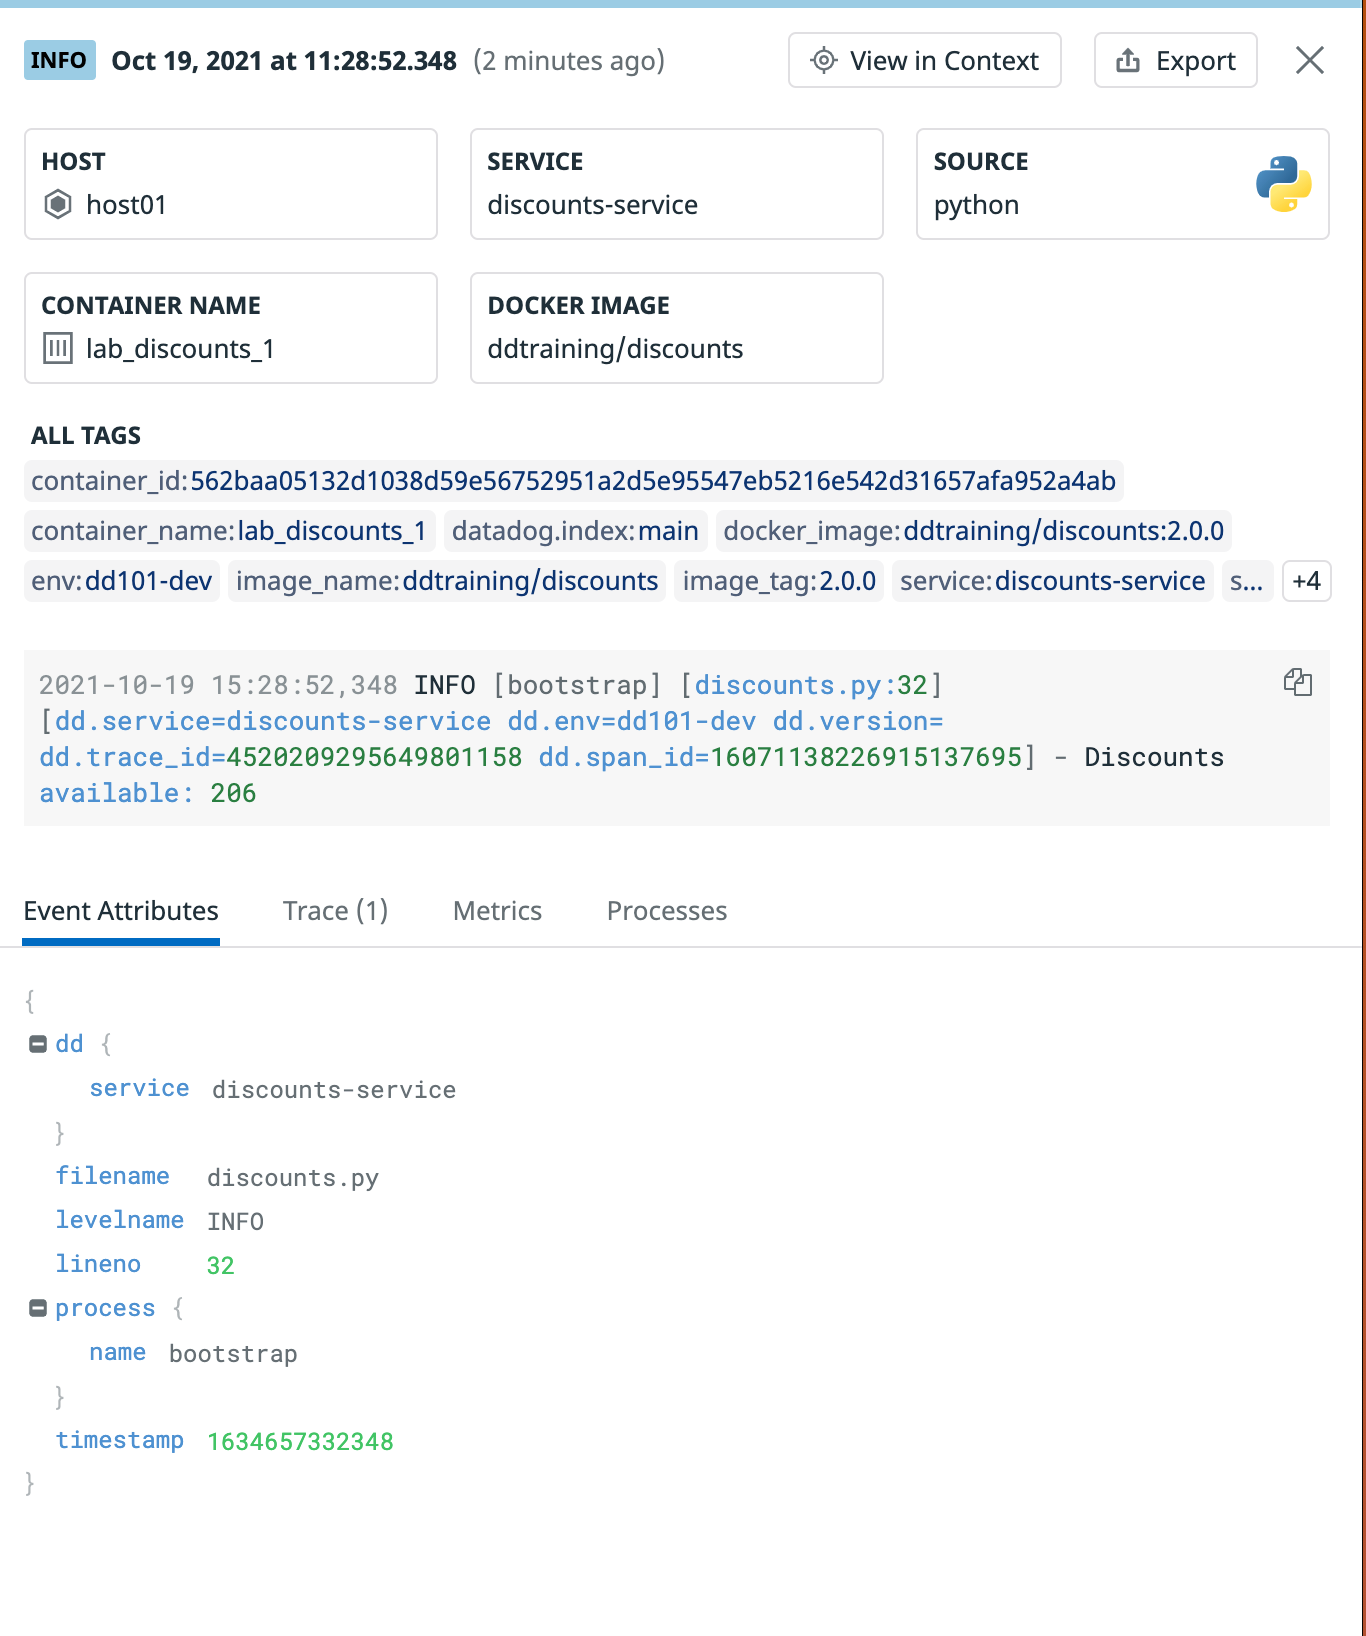 INFO Oct 19, 2021 at 11:28:52.348 (2 minutes ago) View in Context Export
HOST
host01
SERVICE
discounts-service
SOURCE
python
CONTAINER NAME
lab_discounts_1
DOCKER IMAGE
ddtraining/discounts
ALL TAGS
container_id:562baa05132d1038d59e56752951a2d5e95547eb5216e542d31657afa952a4ab
container_name:lab_discounts_1 datadog.index:main docker_image:ddtraining/discounts:2.0.0
env:dd101-dev image_name:ddtraining/discounts image_tag:2.0.0 service:discounts-service s... +4
2021-10-19 15:28:52,348 INFO [bootstrap] [discounts.py:32]
[dd.service=discounts-service dd.env=dd101-dev dd.version=
dd.trace_id=4520209295649801158 dd.span_id=16071138226915137695] - Discounts
available: 206
Event Attributes Trace (1) Metrics Processes
{
dd {
service discounts-service
}
filename discounts.py
levelname INFO
lineno 32
process {
name bootstrap
}
timestamp 1634657332348
}